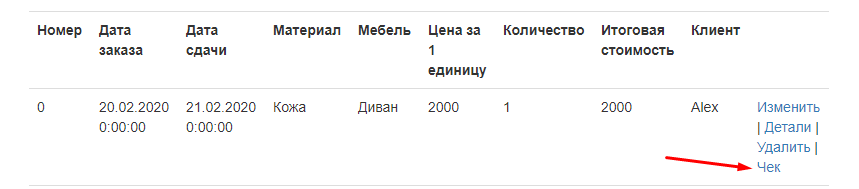 Номер Дата Дата Материал Мебель Цена за Количество Итоговая Клиент
заказа сдачи 1 стоимость
единицу
0 20.02.2020 21.02.2020 Кожа Диван 2000 1 2000 Alex Изменить
0:00:00 0:00:00 | Детали |
Удалить |
Чек